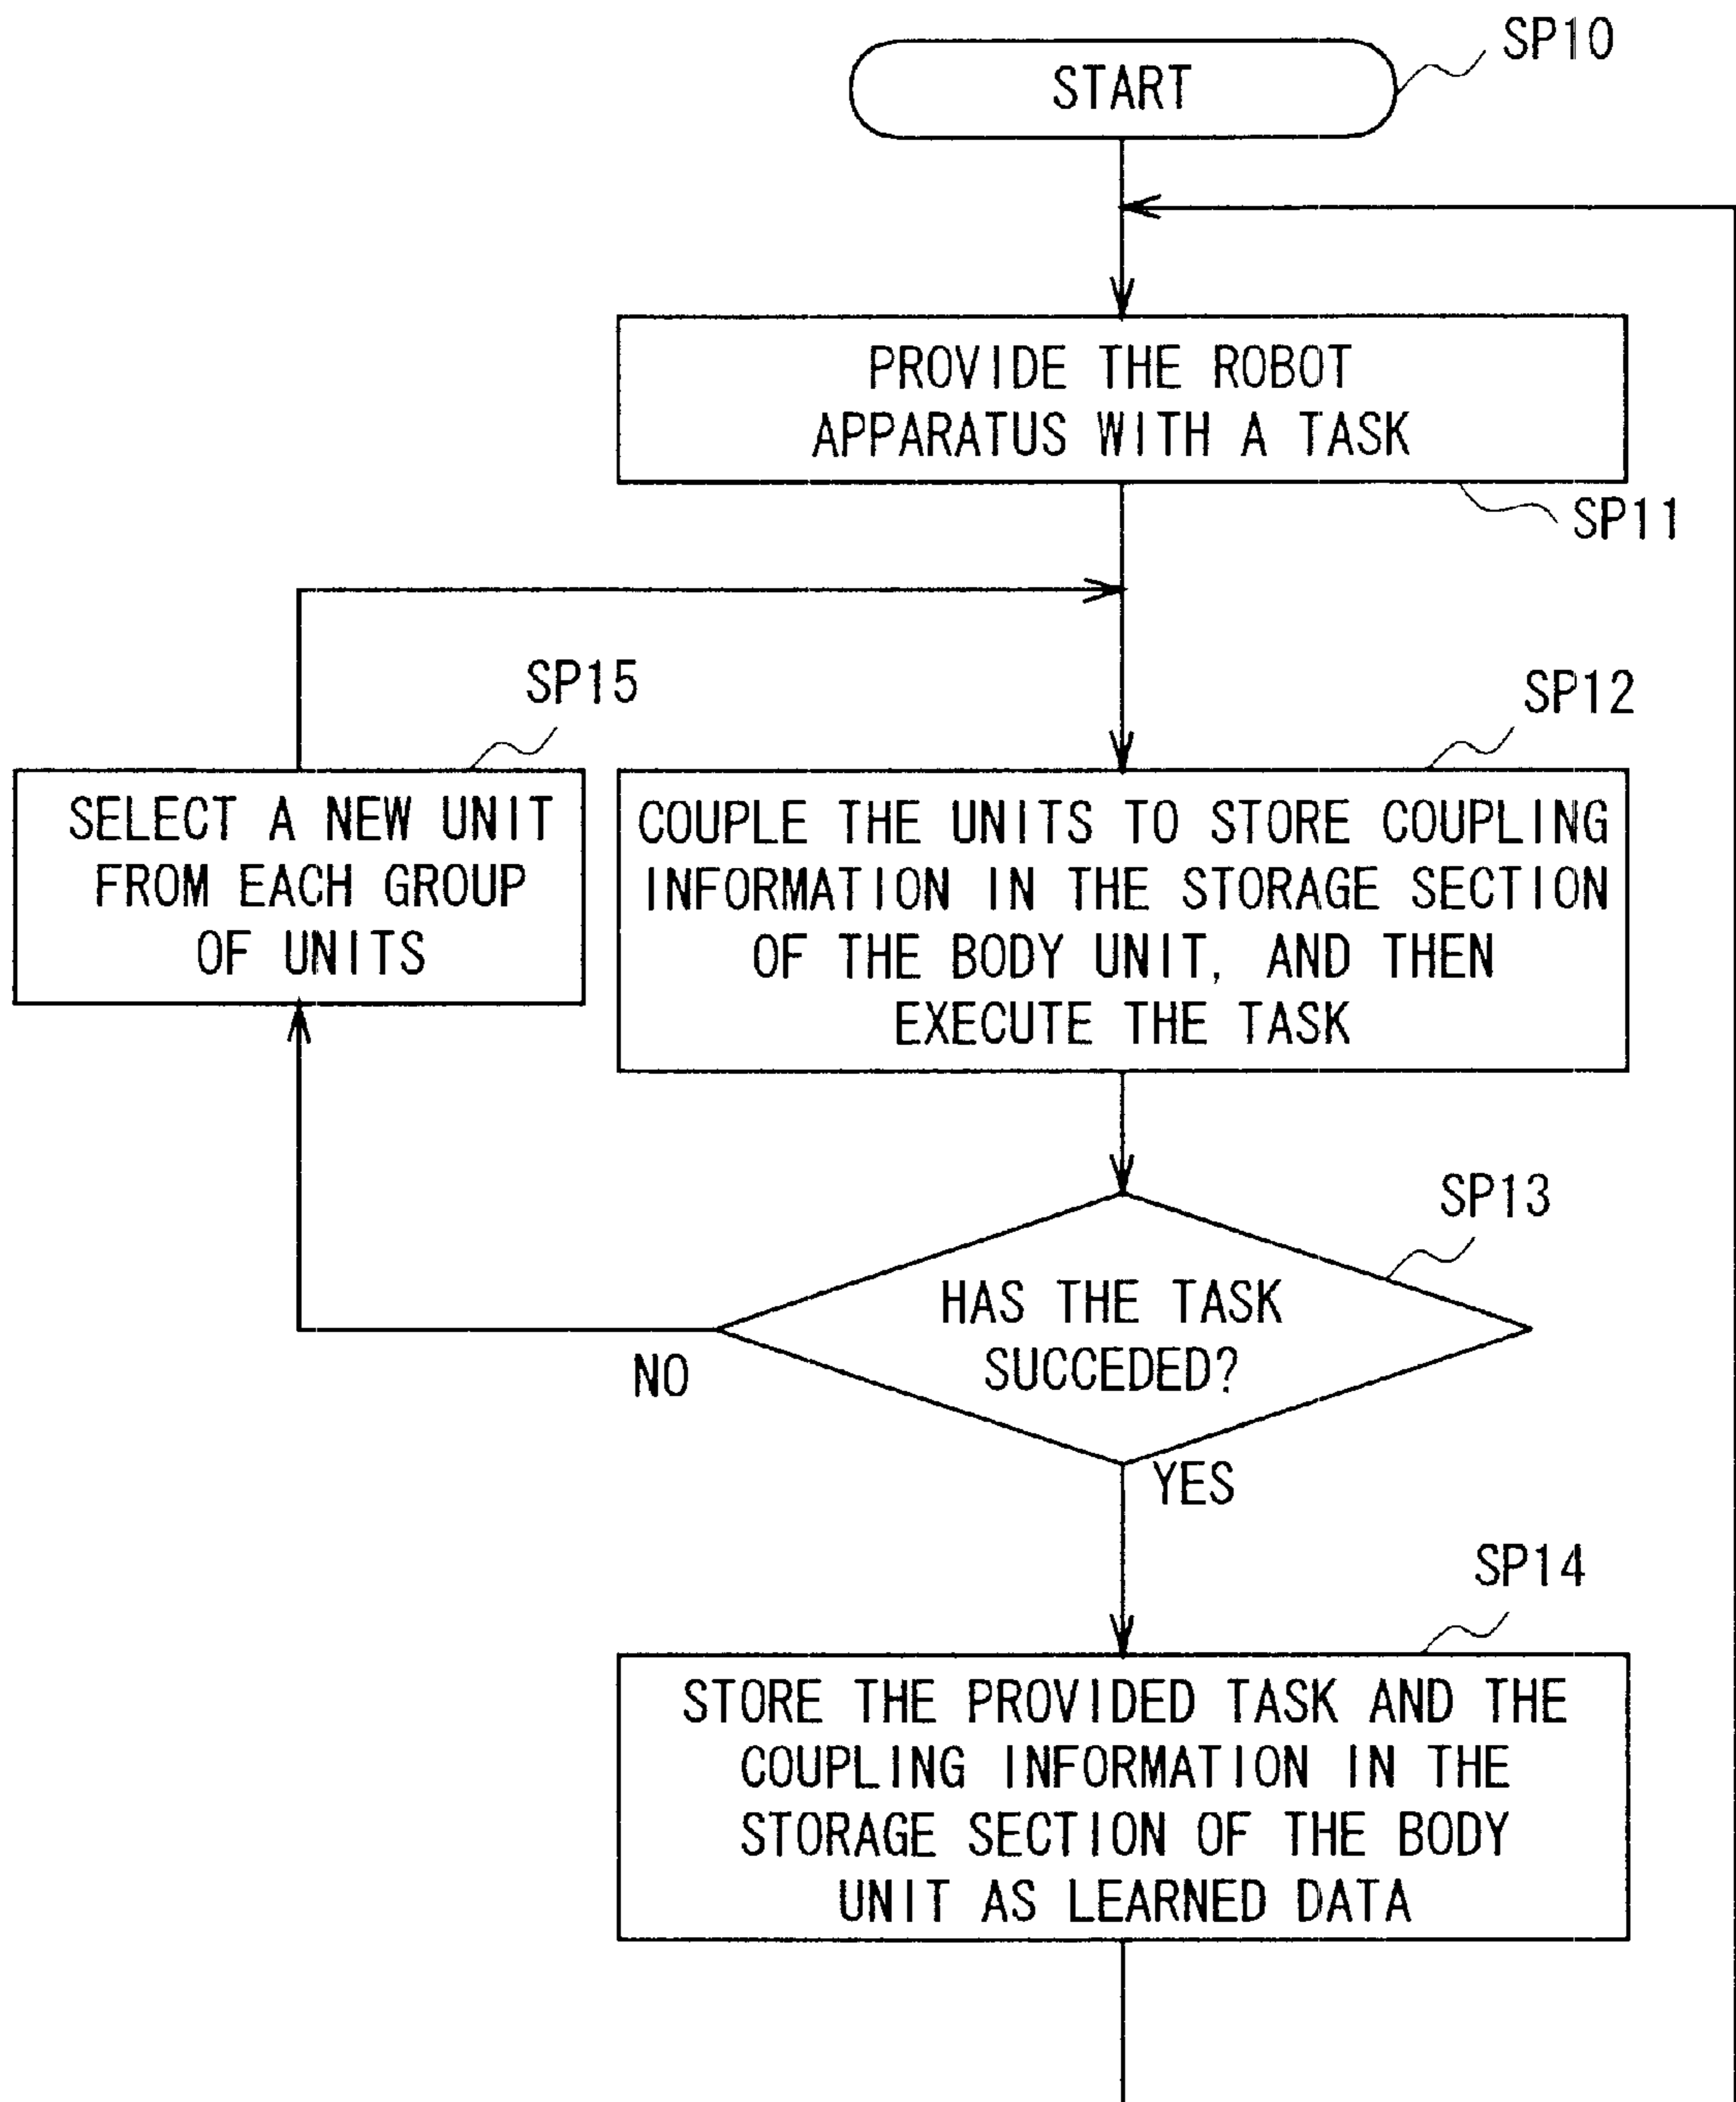 SP10
START
PROVIDE THE ROBOT
APPARATUS WITH A TASK
SP11
SP15
SP12
SELECT A NEW UNIT
FROM EACH GROUP
OF UNITS
COUPLE THE UNITS TO STORE COUPLING
INFORMATION IN THE STORAGE SECTION
OF THE BODY UNIT, AND THEN
EXECUTE THE TASK
SP13
HAS THE TASK
SUCCEDED?
NO
YES
SP14
STORE THE PROVIDED TASK AND THE
COUPLING INFORMATION IN THE
STORAGE SECTION OF THE BODY
UNIT AS LEARNED DATA